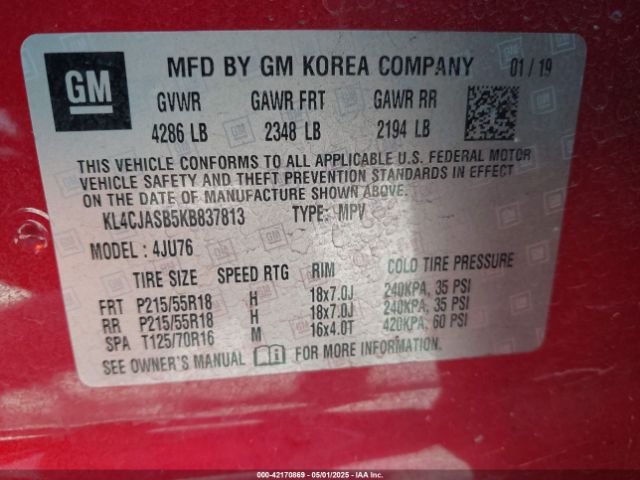 GM MFD BY GM KOREA COMPANY 01 / 19
GVWR GAWR FRT GAWR RR
4286 LB 2348 LB 2194 LB
THIS VEHICLE CONFORMS TO ALL APPLICABLE U.S. FEDERAL MOTOR
VEHICLE SAFETY AND THEFT PREVENTION STANDARDS IN EFFECT
ON THE DATE OF MANUFACTURE SHOWN ABOVE.
KL4CJASB5KB837813 TYPE: MPV
MODEL: 4JU76
TIRE SIZE SPEED RTG RIM COLD TIRE PRESSURE
FRT P215/55R18 H 18x7.0J 240KPA, 35 PSI
RR P215/55R18 H 18x7.0J 240KPA, 35 PSI
SPA T125/70R16 M 16x4.0T 420KPA, 60 PSI
SEE OWNER'S MANUAL FOR MORE INFORMATION.
000-42170869 - 05/01/2025 - IAA Holdings, LLC.